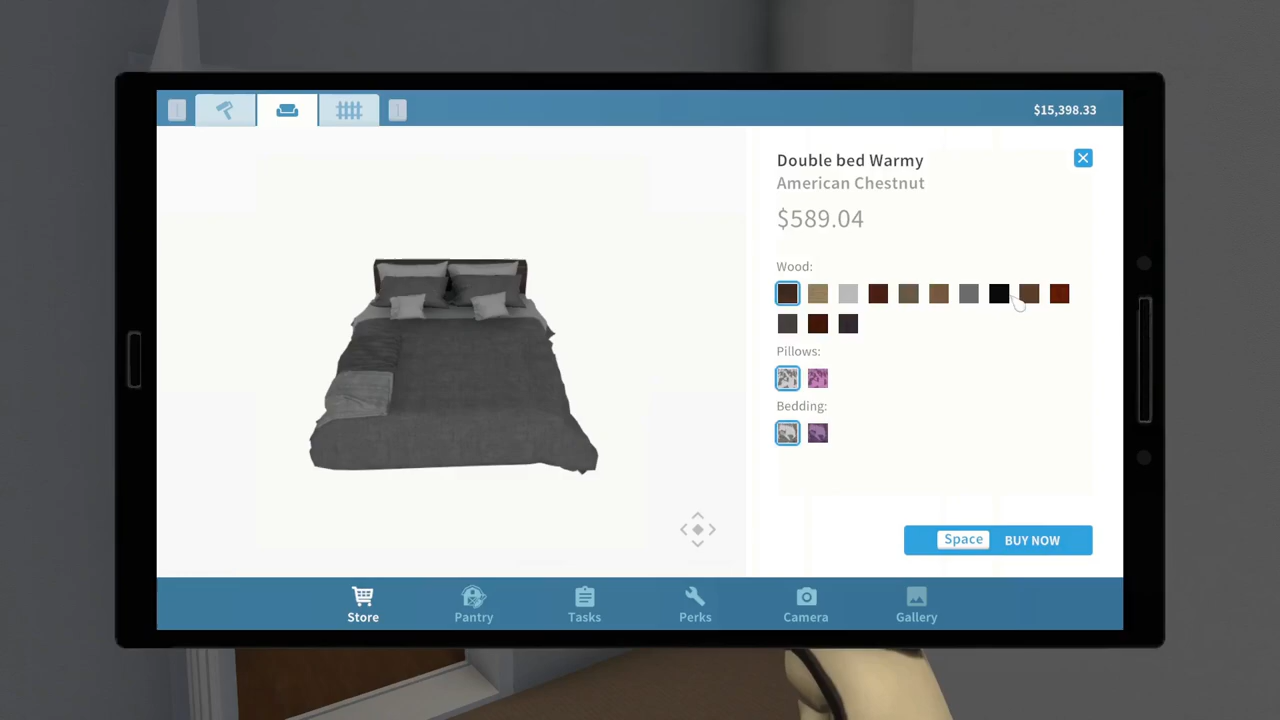 $15,398.33
Double bed Warmy
American Chestnut
$589.04
Wood:
Pillows:
Bedding:
Space BUY NOW
Store Pantry Tasks Perks Camera Gallery